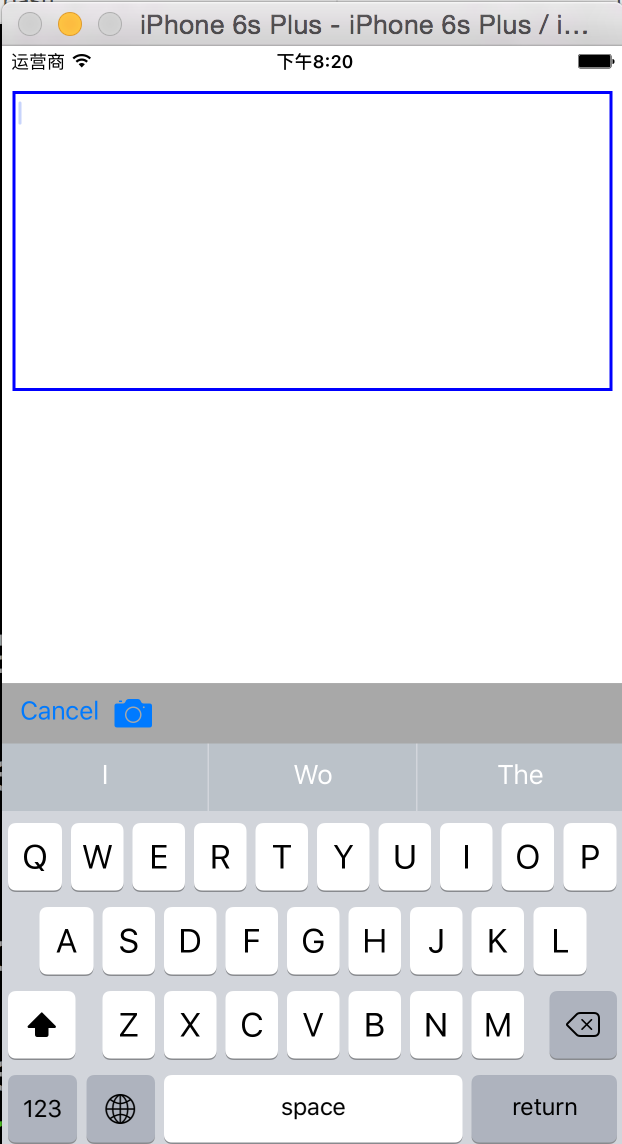 iPhone 6s Plus - iPhone 6s Plus / i...
运营商 下午8:20
Cancel
I Wo The
Q W E R T Y U I O P
A S D F G H J K L
Z X C V B N M
123 space return